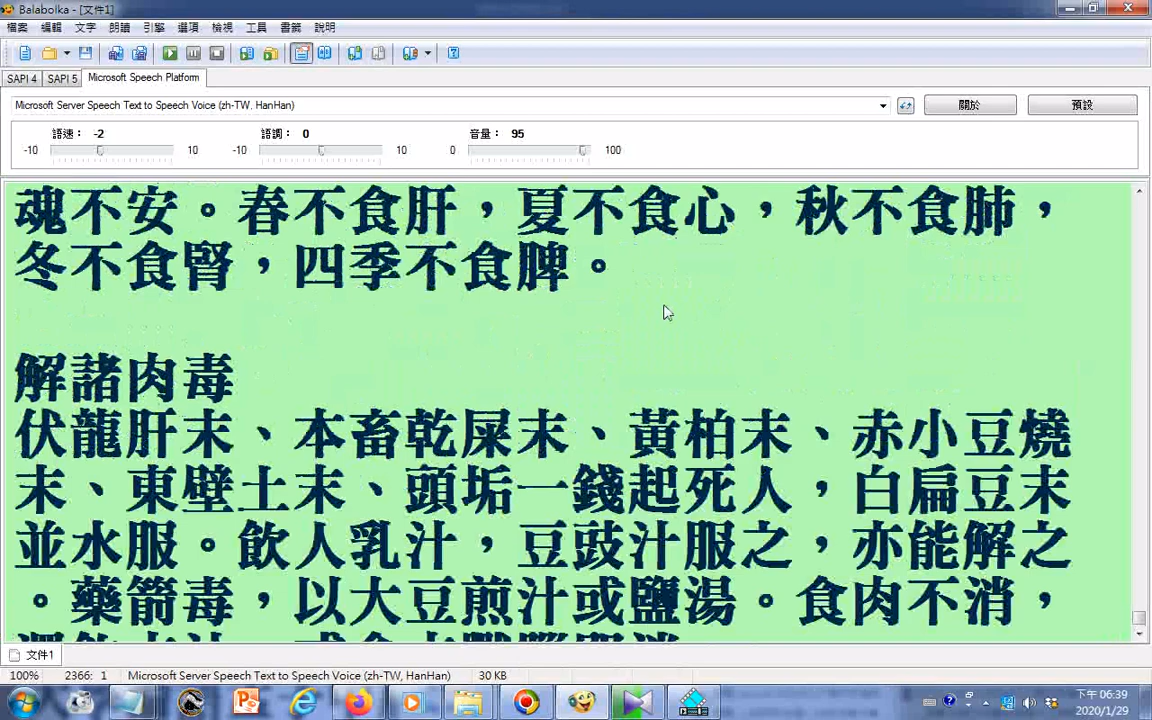 Balabolka - [文件1]
檔案 編輯 文字 朗讀 引擎 選項 檢視 工具 書籤 說明
SAPI 4 SAPI 5 Microsoft Speech Platform
Microsoft Server Speech Text to Speech Voice (zh-TW, HanHan) 關於 預設
語速： -2 語調： 0 音量： 95
-10 10 -10 10 0 100
魂不安。春不食肝，夏不食心，秋不食肺，
冬不食腎，四季不食脾。
解諸肉毒
伏龍肝末、本畜乾屎末、黃柏末、赤小豆燒
末、東壁土末、頭垢一錢起死人，白扁豆末
並水服。飲人乳汁，豆豉汁服之，亦能解之
。藥箭毒，以大豆煎汁或鹽湯。食肉不消，
文件1
100% 2366: 1 Microsoft Server Speech Text to Speech Voice (zh-TW, HanHan) 30 KB
下午 06:39
2020/1/29